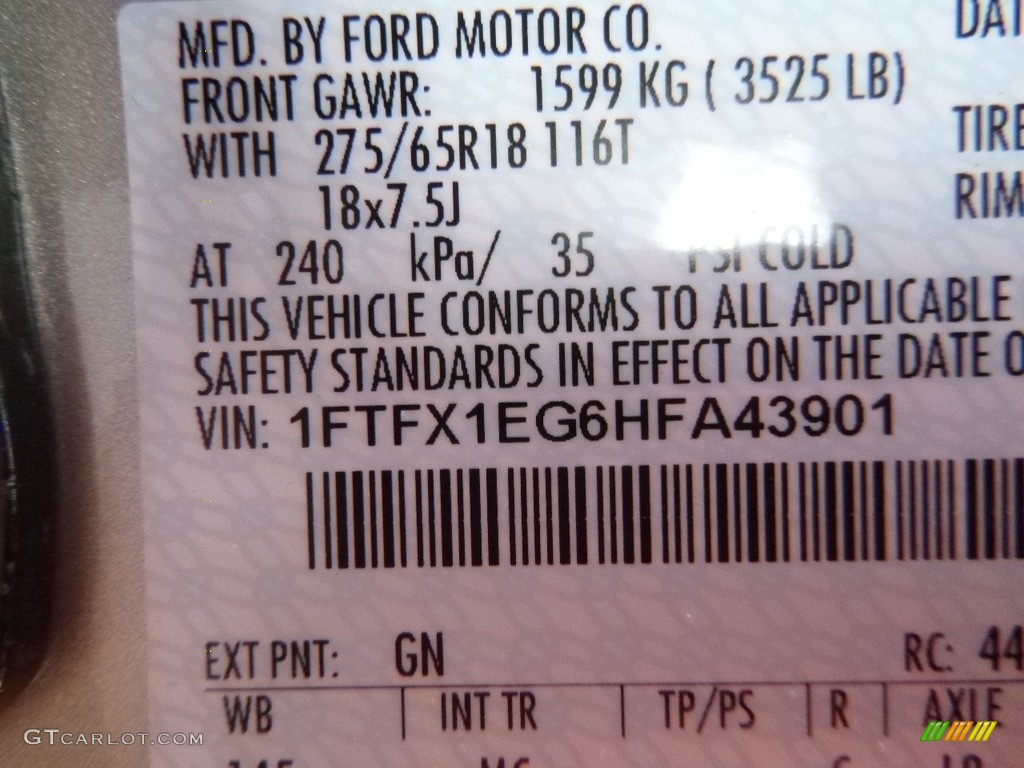 MFD. BY FORD MOTOR CO.
FRONT GAWR: 1599 KG ( 3525 LB)
WITH 275/65R18 116T TIRE
18x7.5J RIM
AT 240 kPa/ 35 PSI COLD
THIS VEHICLE CONFORMS TO ALL APPLICABLE
SAFETY STANDARDS IN EFFECT ON THE DATE O
VIN: 1FTFX1EG6HFA43901
EXT PNT: GN RC: 44
WB INT TR TP/PS R AXLE
GTCARLOT.COM